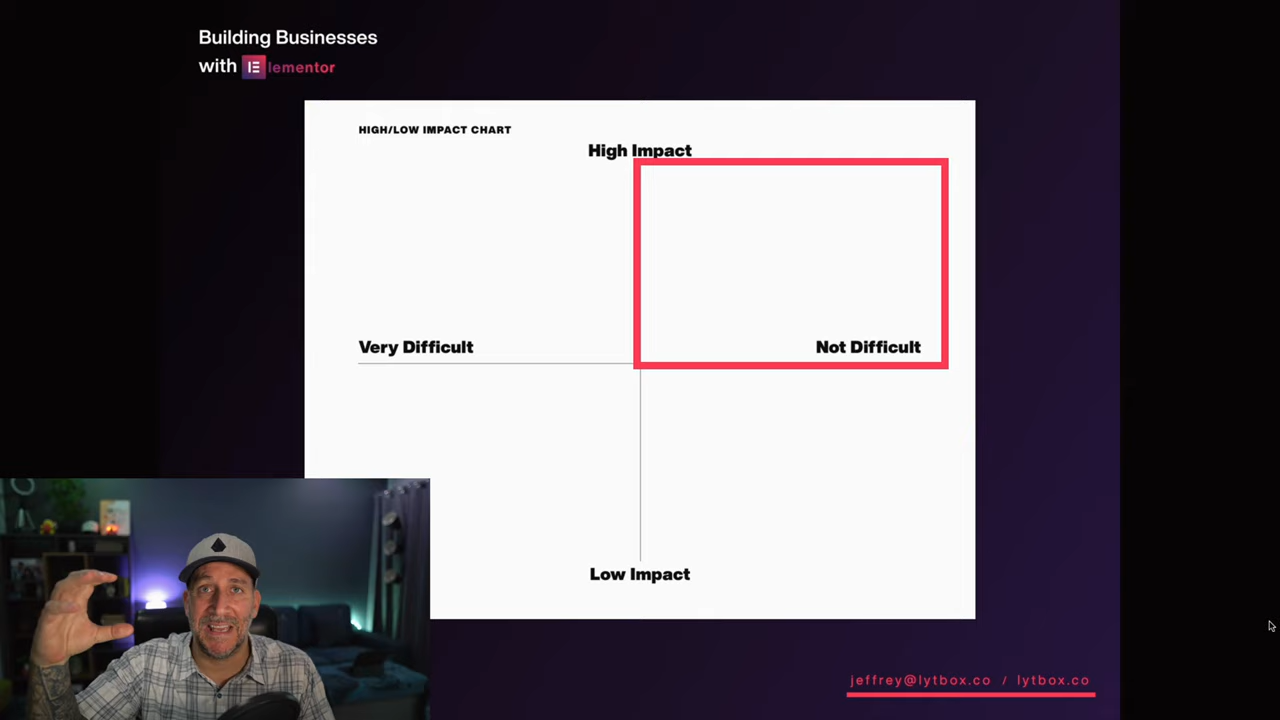 Building Businesses
with elementor
HIGH/LOW IMPACT CHART
High Impact
Very Difficult
Not Difficult
Low Impact
jeffrey@lytbox.co / lytbox.co